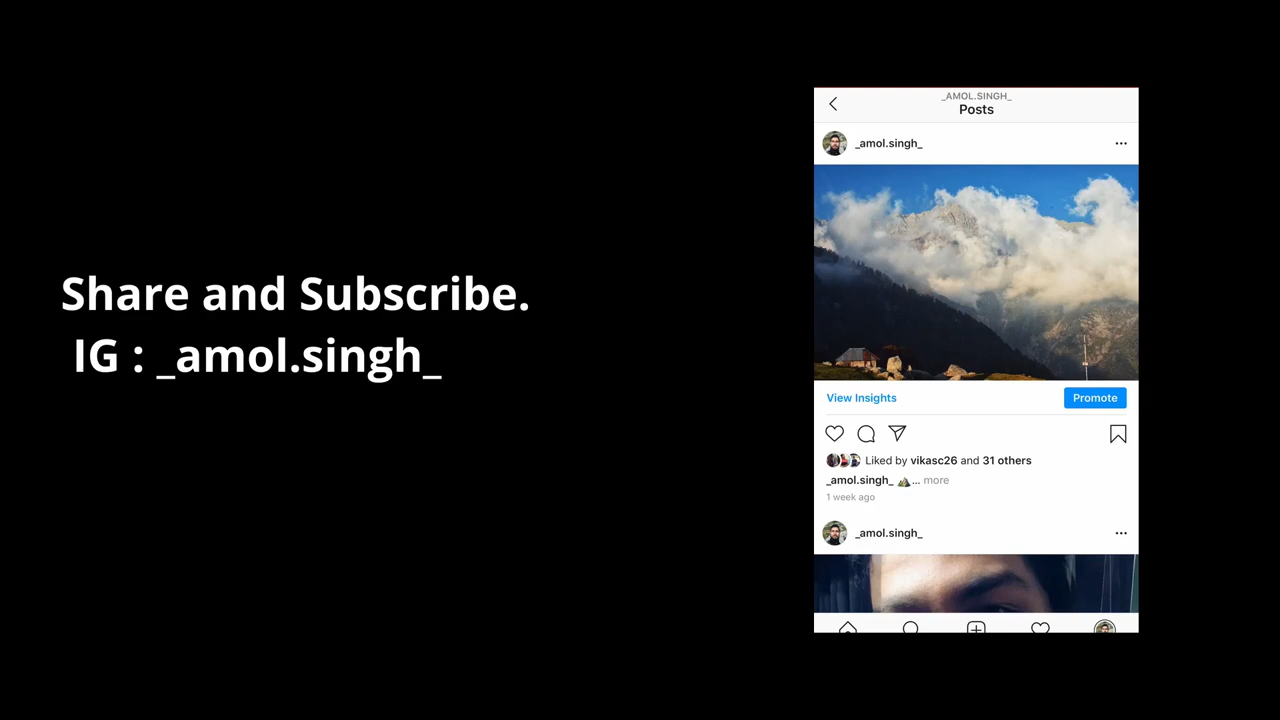 Share and Subscribe.
IG : _amol.singh_
_AMOL.SINGH_
Posts
_amol.singh_
View Insights
Promote
Liked by vikasc26 and 31 others
_amol.singh_ ... more
1 week ago
_amol.singh_